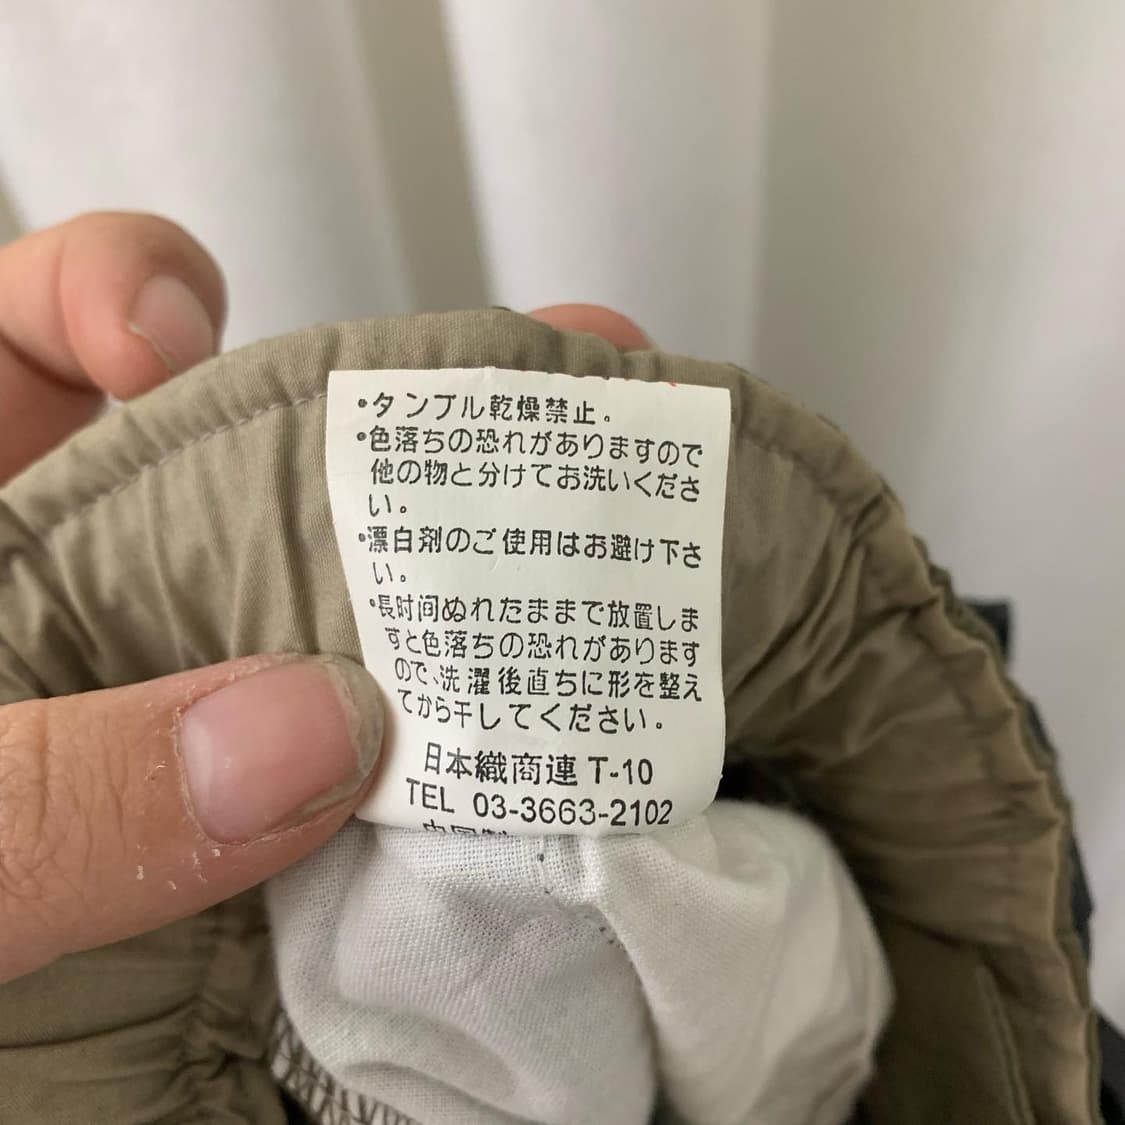 ・タンブル乾燥禁止。
・色落ちの恐れがありますので
他の物と分けてお洗いくださ
い。
・漂白剤のご使用はお避け下さ
い。
・長时间ぬれたままで放置しま
すと色落ちの恐れがあります
ので、洗濯後直ちに形を整え
てから干してください。
日本織商連 T-10
TEL 03-3663-2102